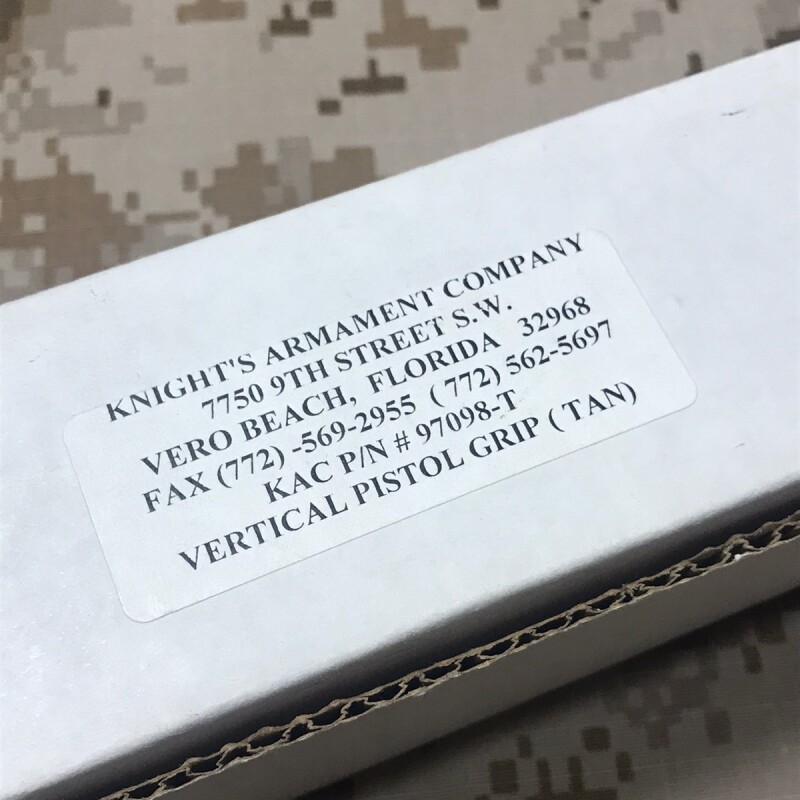 KNIGHT'S ARMAMENT COMPANY
7750 9TH STREET S.W.
VERO BEACH, FLORIDA 32968
FAX (772) -569-2955 ( 772) 562-5697
KAC P/N # 97098-T
VERTICAL PISTOL GRIP ( TAN)